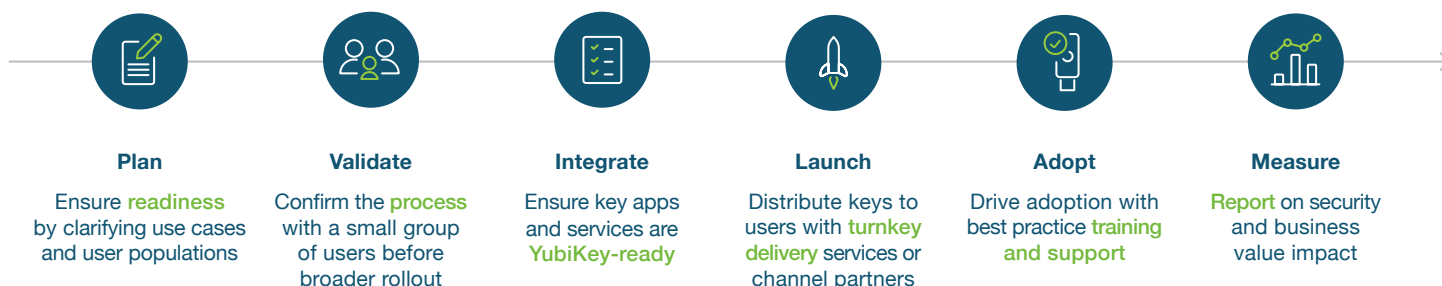 Plan
Ensure readiness
by clarifying use cases
and user populations
Validate
Confirm the process
with a small group
of users before
broader rollout
Integrate
Ensure key apps
and services are
YubiKey-ready
Launch
Distribute keys to
users with turnkey
delivery services or
channel partners
Adopt
Drive adoption with
best practice training
and support
Measure
Report on security
and business
value impact